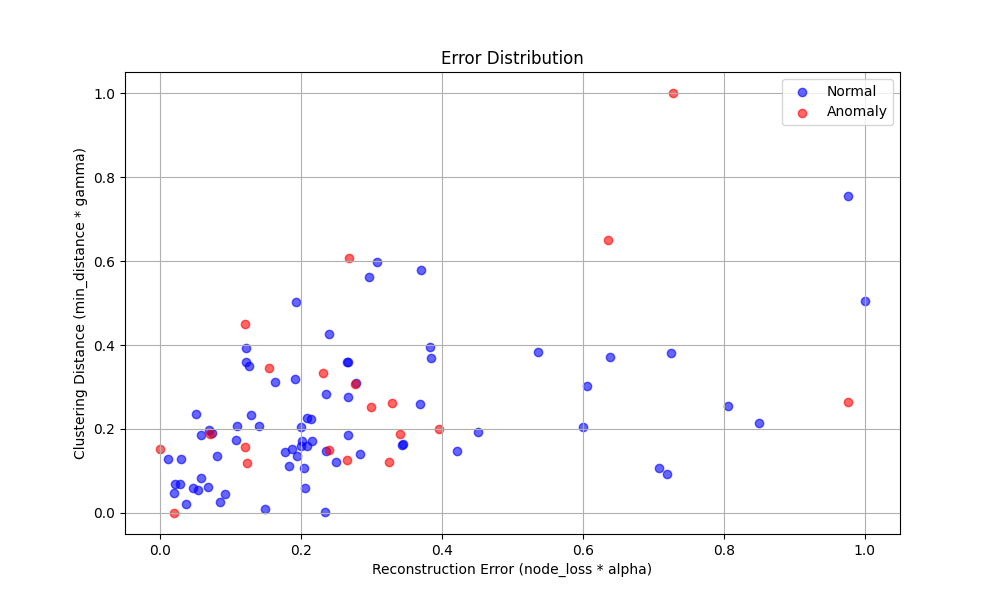 Error Distribution
Normal
Anomaly
1.0
0.8
0.6
0.4
0.2
0.0
Clustering Distance (min_distance * gamma)
0.0 0.2 0.4 0.6 0.8 1.0
Reconstruction Error (node_loss * alpha)